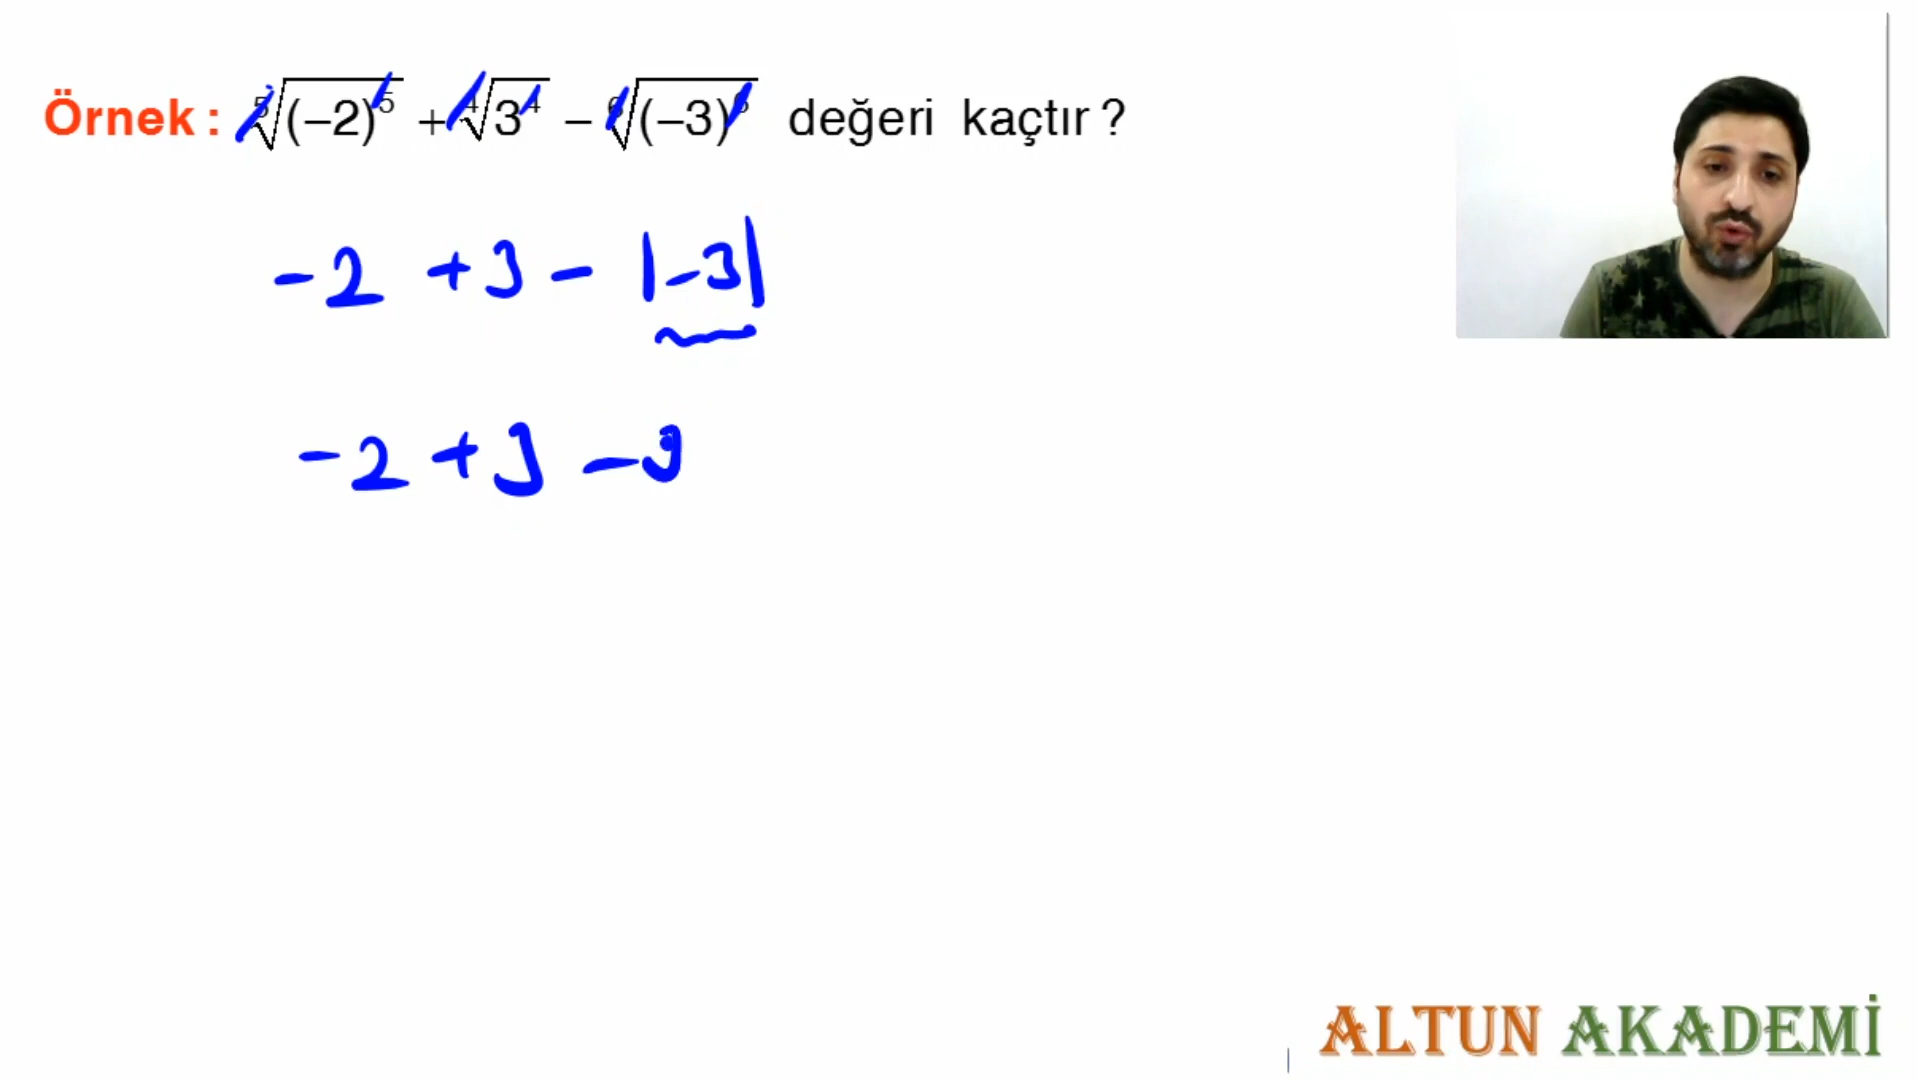 Örnek : ⁵√(−2)⁵ + ⁴√3⁴ − ⁶√(−3)⁶ değeri kaçtır ?
-2 +3 - |-3|
-2 +3 -3
ALTUN AKADEMİ